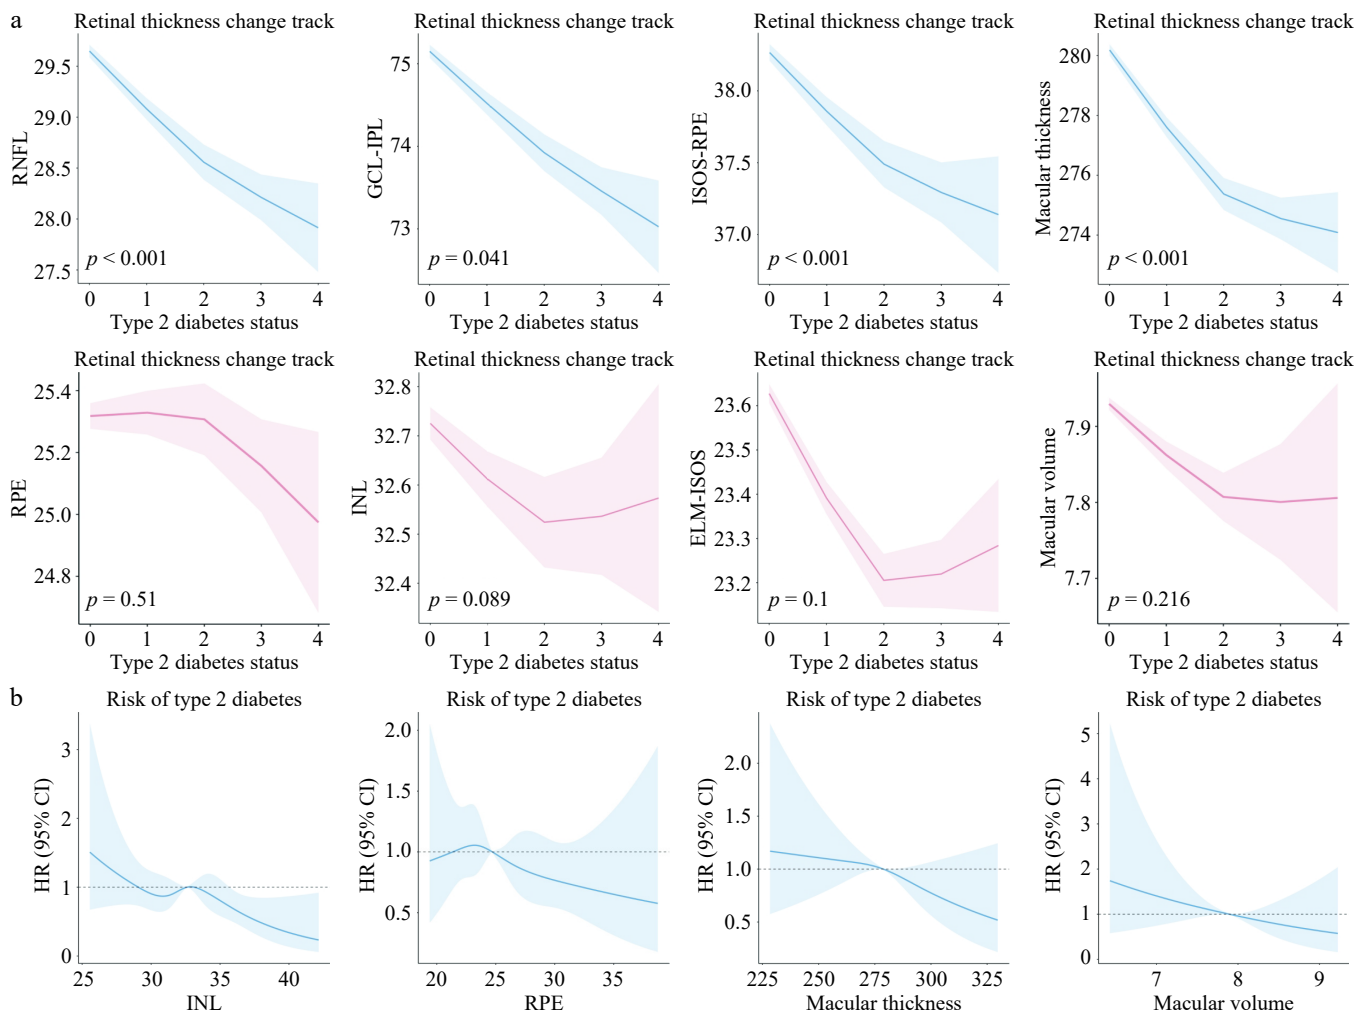 a
Retinal thickness change track
RNFL
29.5
29.0
28.5
28.0
27.5
p < 0.001
0 1 2 3 4
Type 2 diabetes status
Retinal thickness change track
GCL-IPL
75
74
73
p = 0.041
0 1 2 3 4
Type 2 diabetes status
Retinal thickness change track
ISOS-RPE
38.0
37.5
37.0
p < 0.001
0 1 2 3 4
Type 2 diabetes status
Retinal thickness change track
Macular thickness
280
278
276
274
p < 0.001
0 1 2 3 4
Type 2 diabetes status
Retinal thickness change track
RPE
25.4
25.2
25.0
24.8
p = 0.51
0 1 2 3 4
Type 2 diabetes status
Retinal thickness change track
INL
32.8
32.7
32.6
32.5
32.4
p = 0.089
0 1 2 3 4
Type 2 diabetes status
Retinal thickness change track
ELM-ISOS
23.6
23.5
23.4
23.3
23.2
p = 0.1
0 1 2 3 4
Type 2 diabetes status
Retinal thickness change track
Macular volume
7.9
7.8
7.7
p = 0.216
0 1 2 3 4
Type 2 diabetes status
b
Risk of type 2 diabetes
HR (95% CI)
3
2
1
0
25 30 35 40
INL
Risk of type 2 diabetes
HR (95% CI)
2.0
1.5
1.0
0.5
20 25 30 35
RPE
Risk of type 2 diabetes
HR (95% CI)
2.0
1.5
1.0
0.5
225 250 275 300 325
Macular thickness
Risk of type 2 diabetes
HR (95% CI)
5
4
3
2
1
0
7 8 9
Macular volume